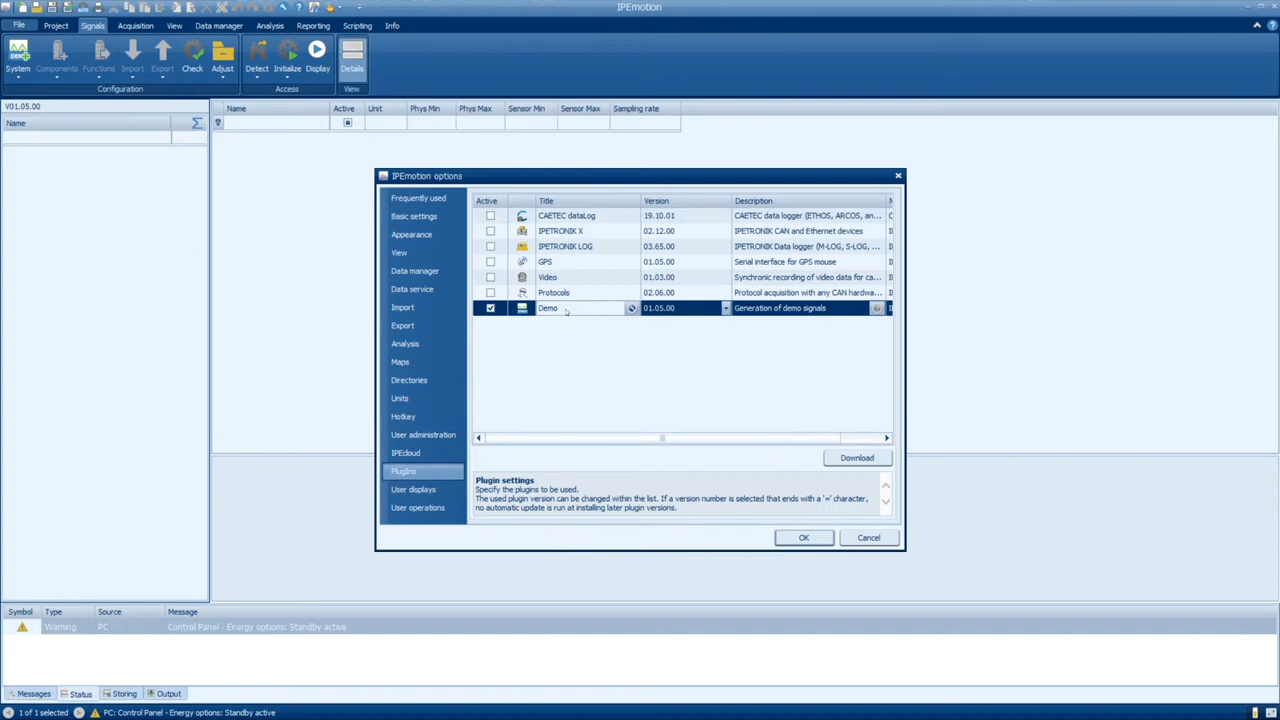 IPEmotion
File Project Signals Acquisition View Data manager Analysis Reporting Scripting Info
System Components Functions Import Export Check Adjust Detect Initialize Display Details
Configuration Access View
V01.05.00
Name
Name Active Unit Phys Min Phys Max Sensor Min Sensor Max Sampling rate
IPEmotion options
Frequently used
Basic settings
Appearance
View
Data manager
Data service
Import
Export
Analysis
Maps
Directories
Units
Hotkey
User administration
IPEcloud
PlugIns
User displays
User operations
Active Title Version Description
CAETEC dataLog 19.10.01 CAETEC data logger (ETHOS, ARCOS, an...
IPETRONIK X 02.12.00 IPETRONIK CAN and Ethernet devices
IPETRONIK LOG 03.65.00 IPETRONIK Data logger (M-LOG, S-LOG, ...
GPS 01.05.00 Serial interface for GPS mouse
Video 01.03.00 Synchronic recording of video data for ca...
Protocols 02.06.00 Protocol acquisition with any CAN hardwa...
Demo 01.05.00 Generation of demo signals
Download
Plugin settings
Specify the plugins to be used.
The used plugin version can be changed within the list. If a version number is selected that ends with a '=' character,
no automatic update is run at installing later plugin versions.
OK Cancel
Symbol Type Source Message
Warning PC Control Panel - Energy options: Standby active
Messages Status Storing Output
1 of 1 selected PC: Control Panel - Energy options: Standby active